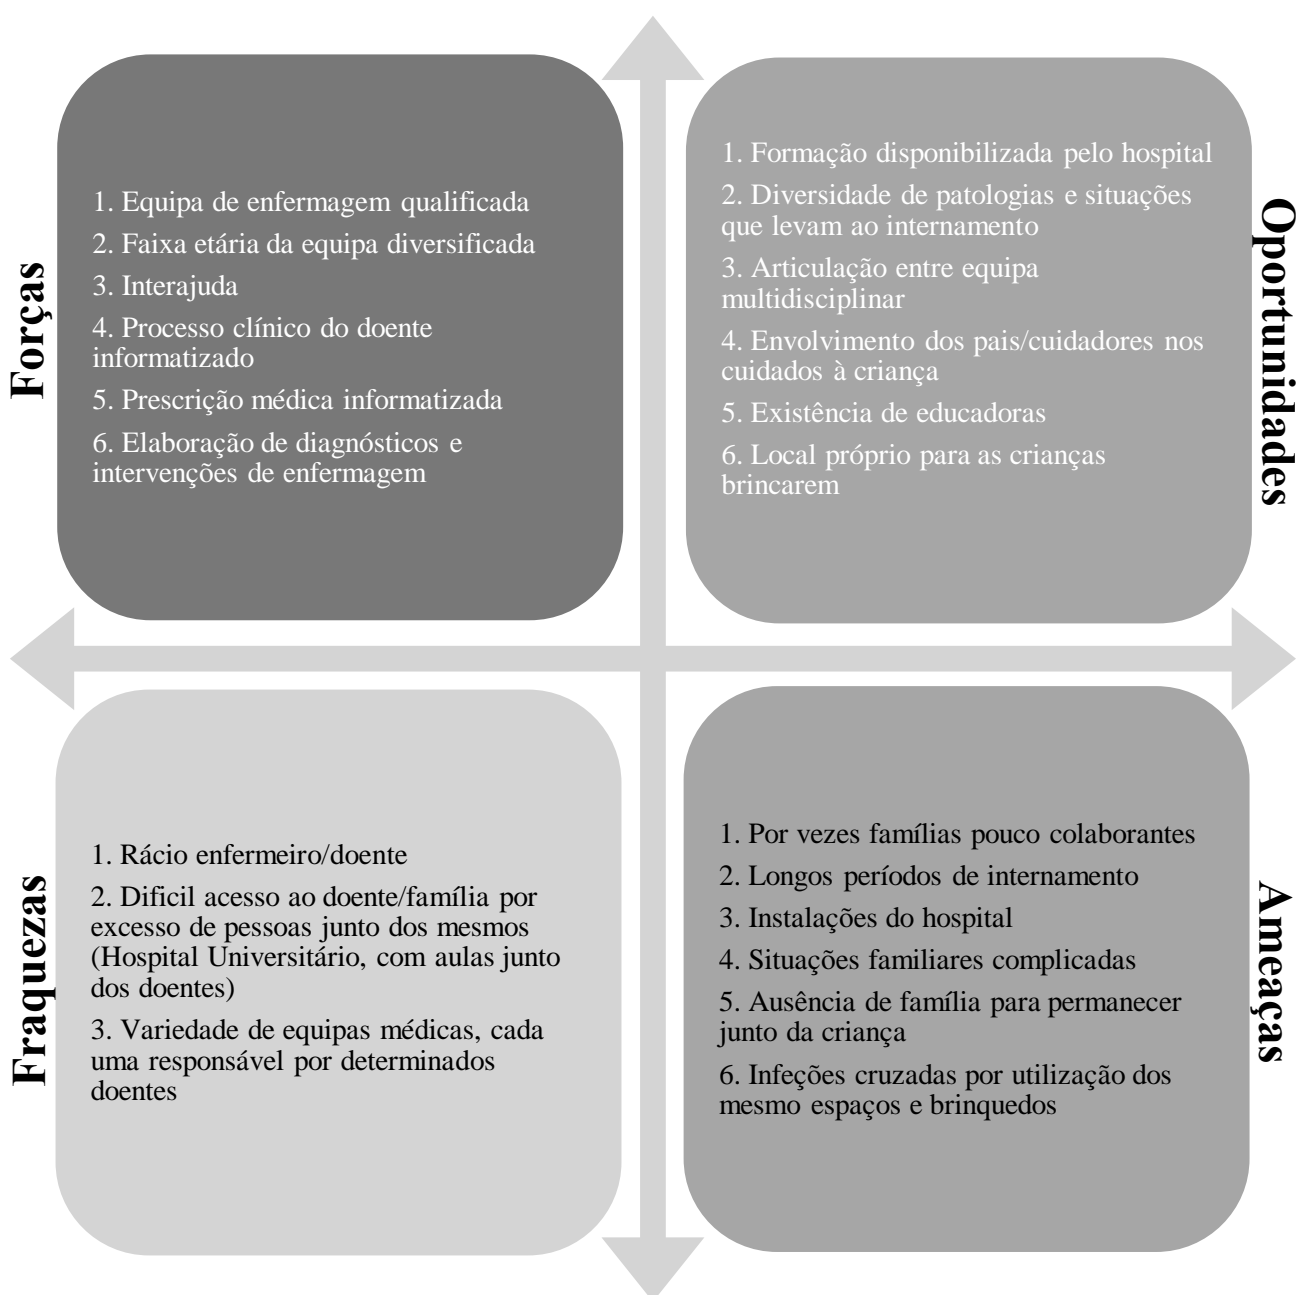 Forças
1. Equipa de enfermagem qualificada
2. Faixa etária da equipa diversificada
3. Interajuda
4. Processo clínico do doente
informatizado
5. Prescrição médica informatizada
6. Elaboração de diagnósticos e
intervenções de enfermagem
Oportunidades
1. Formação disponibilizada pelo hospital
2. Diversidade de patologias e situações
que levam ao internamento
3. Articulação entre equipa
multidisciplinar
4. Envolvimento dos pais/cuidadores nos
cuidados à criança
5. Existência de educadoras
6. Local próprio para as crianças
brincarem
Fraquezas
1. Rácio enfermeiro/doente
2. Dificil acesso ao doente/família por
excesso de pessoas junto dos mesmos
(Hospital Universitário, com aulas junto
dos doentes)
3. Variedade de equipas médicas, cada
uma responsável por determinados
doentes
Ameaças
1. Por vezes famílias pouco colaborantes
2. Longos períodos de internamento
3. Instalações do hospital
4. Situações familiares complicadas
5. Ausência de família para permanecer
junto da criança
6. Infeções cruzadas por utilização dos
mesmo espaços e brinquedos